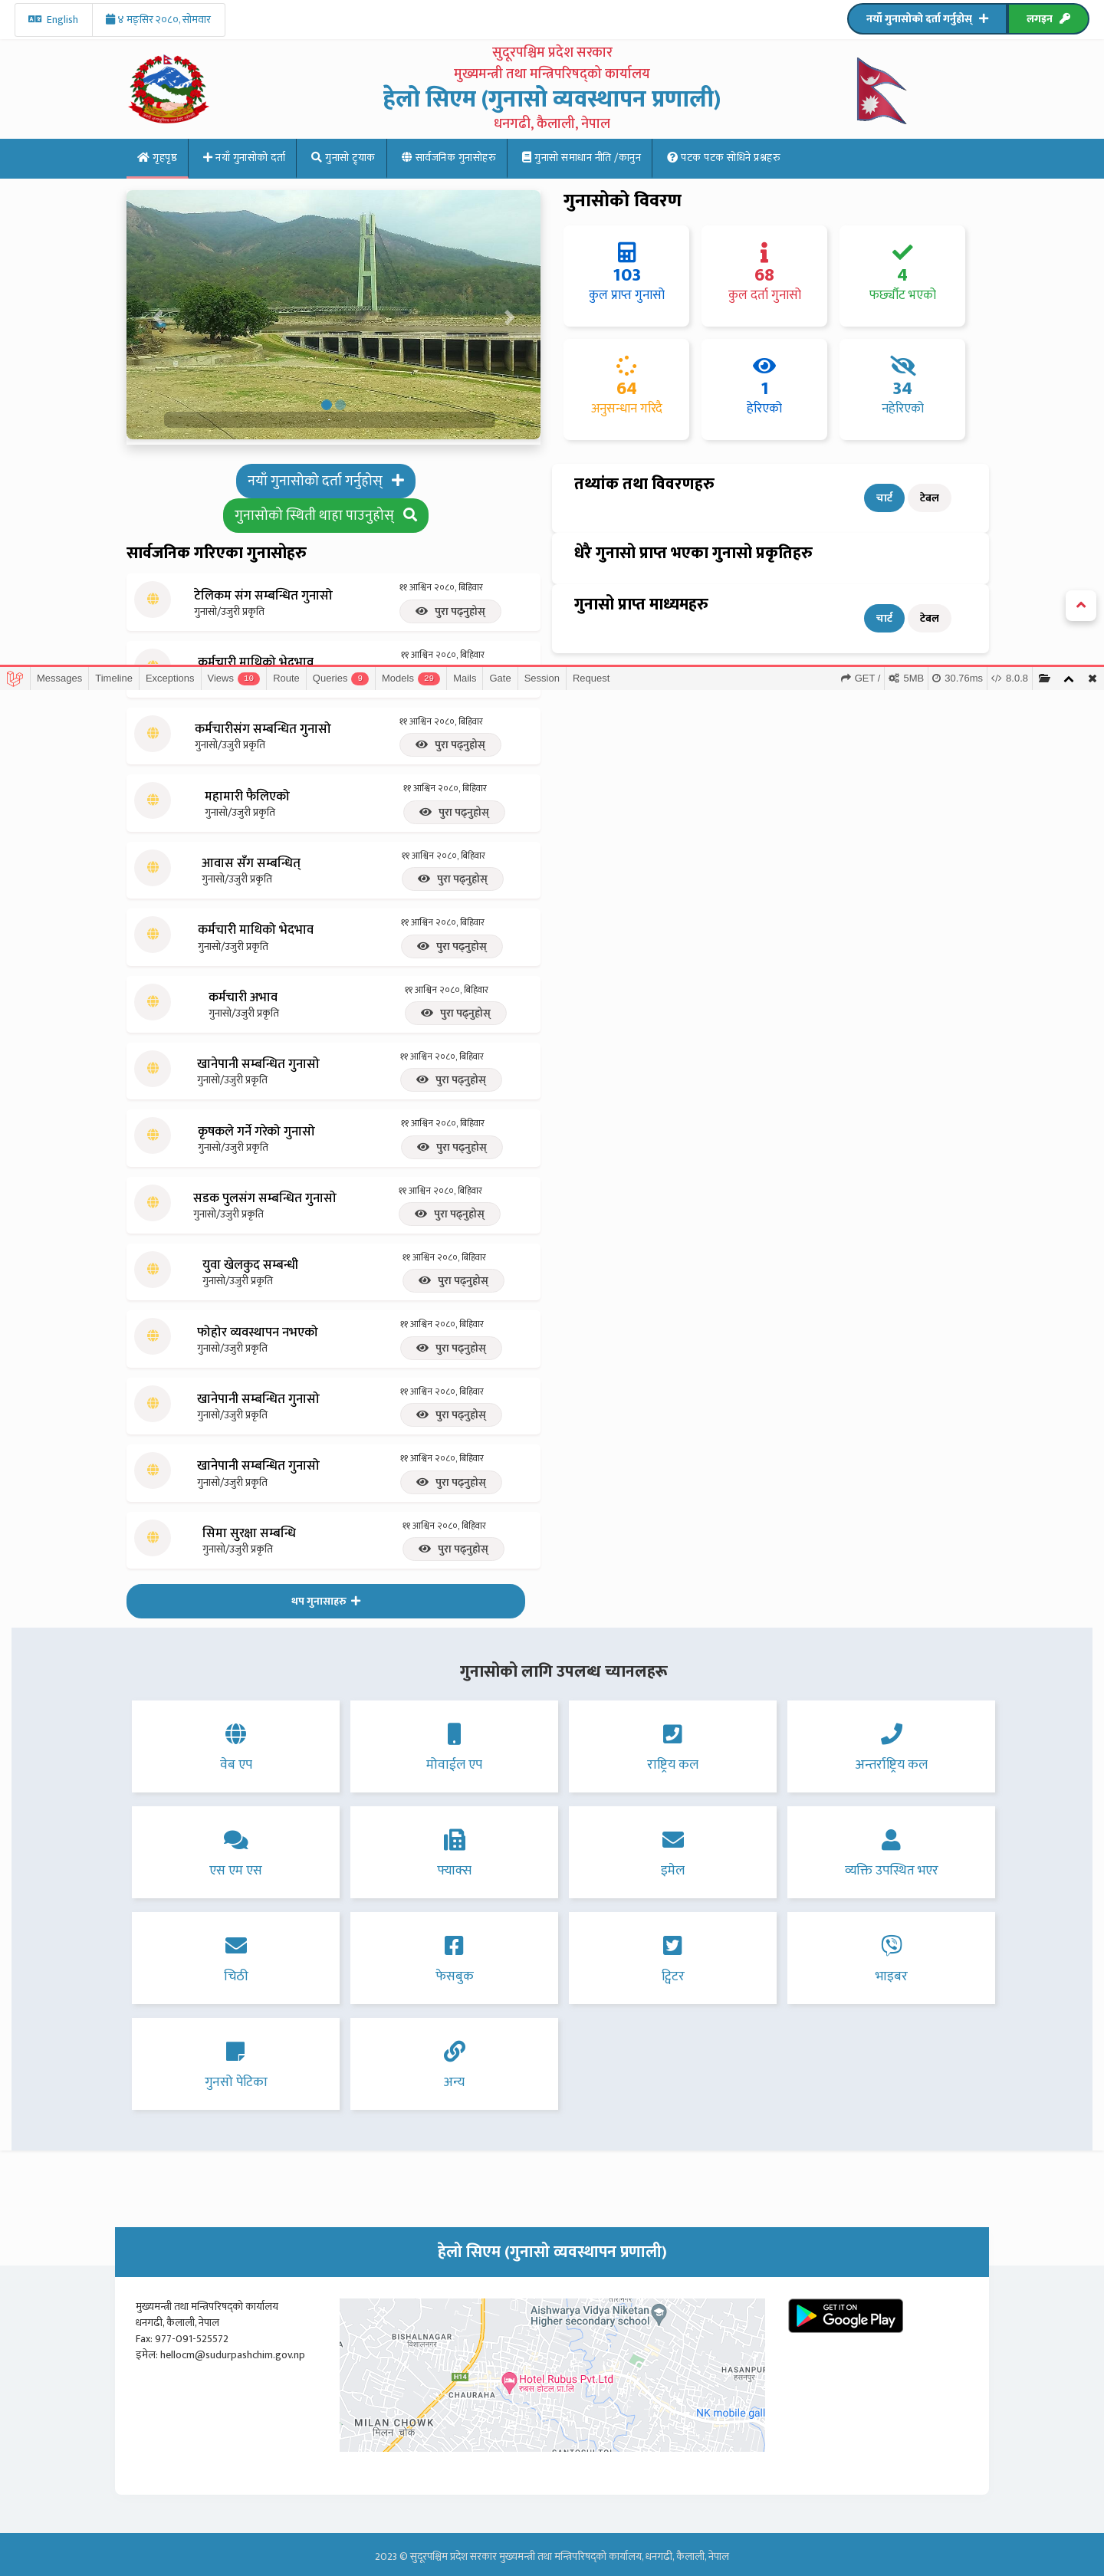 English
४ मङ्सिर २०८०, सोमवार
नयाँ गुनासोको दर्ता गर्नुहोस्
लगइन
सुदूरपश्चिम प्रदेश सरकार
मुख्यमन्त्री तथा मन्त्रिपरिषद्को कार्यालय
हेलो सिएम (गुनासो व्यवस्थापन प्रणाली)
धनगढी, कैलाली, नेपाल
गृहपृष्ठ
नयाँ गुनासोको दर्ता
गुनासो ट्र्याक
सार्वजनिक गुनासोहरु
गुनासो समाधान नीति /कानुन
पटक पटक सोधिने प्रश्नहरु
गुनासोको विवरण
103
कुल प्राप्त गुनासो
68
कुल दर्ता गुनासो
4
फर्छ्यौट भएको
64
अनुसन्धान गरिदै
1
हेरिएको
34
नहेरिएको
नयाँ गुनासोको दर्ता गर्नुहोस्
गुनासोको स्थिती थाहा पाउनुहोस्
तथ्यांक तथा विवरणहरु
चार्ट
टेबल
सार्वजनिक गरिएका गुनासोहरु
धेरै गुनासो प्राप्त भएका गुनासो प्रकृतिहरु
गुनासो प्राप्त माध्यमहरु
चार्ट
टेबल
टेलिकम संग सम्बन्धित गुनासो
गुनासो/उजुरी प्रकृति
११ आश्विन २०८०, बिहिवार
पुरा पढ्नुहोस्
कर्मचारी माथिको भेदभाव
११ आश्विन २०८०, बिहिवार
Messages
Timeline
Exceptions
Views 10
Route
Queries 9
Models 29
Mails
Gate
Session
Request
GET /
5MB
30.76ms
8.0.8
कर्मचारीसंग सम्बन्धित गुनासो
गुनासो/उजुरी प्रकृति
११ आश्विन २०८०, बिहिवार
पुरा पढ्नुहोस्
महामारी फैलिएको
गुनासो/उजुरी प्रकृति
११ आश्विन २०८०, बिहिवार
पुरा पढ्नुहोस्
आवास सँग सम्बन्धित्
गुनासो/उजुरी प्रकृति
११ आश्विन २०८०, बिहिवार
पुरा पढ्नुहोस्
कर्मचारी माथिको भेदभाव
गुनासो/उजुरी प्रकृति
११ आश्विन २०८०, बिहिवार
पुरा पढ्नुहोस्
कर्मचारी अभाव
गुनासो/उजुरी प्रकृति
११ आश्विन २०८०, बिहिवार
पुरा पढ्नुहोस्
खानेपानी सम्बन्धित गुनासो
गुनासो/उजुरी प्रकृति
११ आश्विन २०८०, बिहिवार
पुरा पढ्नुहोस्
कृषकले गर्ने गरेको गुनासो
गुनासो/उजुरी प्रकृति
११ आश्विन २०८०, बिहिवार
पुरा पढ्नुहोस्
सडक पुलसंग सम्बन्धित गुनासो
गुनासो/उजुरी प्रकृति
११ आश्विन २०८०, बिहिवार
पुरा पढ्नुहोस्
युवा खेलकुद सम्बन्धी
गुनासो/उजुरी प्रकृति
११ आश्विन २०८०, बिहिवार
पुरा पढ्नुहोस्
फोहोर व्यवस्थापन नभएको
गुनासो/उजुरी प्रकृति
११ आश्विन २०८०, बिहिवार
पुरा पढ्नुहोस्
खानेपानी सम्बन्धित गुनासो
गुनासो/उजुरी प्रकृति
११ आश्विन २०८०, बिहिवार
पुरा पढ्नुहोस्
खानेपानी सम्बन्धित गुनासो
गुनासो/उजुरी प्रकृति
११ आश्विन २०८०, बिहिवार
पुरा पढ्नुहोस्
सिमा सुरक्षा सम्बन्धि
गुनासो/उजुरी प्रकृति
११ आश्विन २०८०, बिहिवार
पुरा पढ्नुहोस्
थप गुनासाहरु
गुनासोको लागि उपलब्ध च्यानलहरू
वेब एप
मोवाईल एप
राष्ट्रिय कल
अन्तर्राष्ट्रिय कल
एस एम एस
फ्याक्स
इमेल
व्यक्ति उपस्थित भएर
चिठी
फेसबुक
ट्विटर
भाइबर
गुनसो पेटिका
अन्य
हेलो सिएम (गुनासो व्यवस्थापन प्रणाली)
मुख्यमन्त्री तथा मन्त्रिपरिषद्को कार्यालय
धनगढी, कैलाली, नेपाल
Fax: 977-091-525572
इमेल: hellocm@sudurpashchim.gov.np
Aishwarya Vidya Niketan
Higher secondary school
BISHALNAGAR
विशालनगर
H14
HASANPUR
हसनपुर
Hotel Rubus Pvt.Ltd
रुबस होटल प्रा.लि
CHAURAHA
NK mobile gall
MILAN CHOWK
मिलन चोक
GET IT ON
Google Play
2023 © सुदूरपश्चिम प्रदेश सरकार मुख्यमन्त्री तथा मन्त्रिपरिषद्को कार्यालय, धनगढी, कैलाली, नेपाल